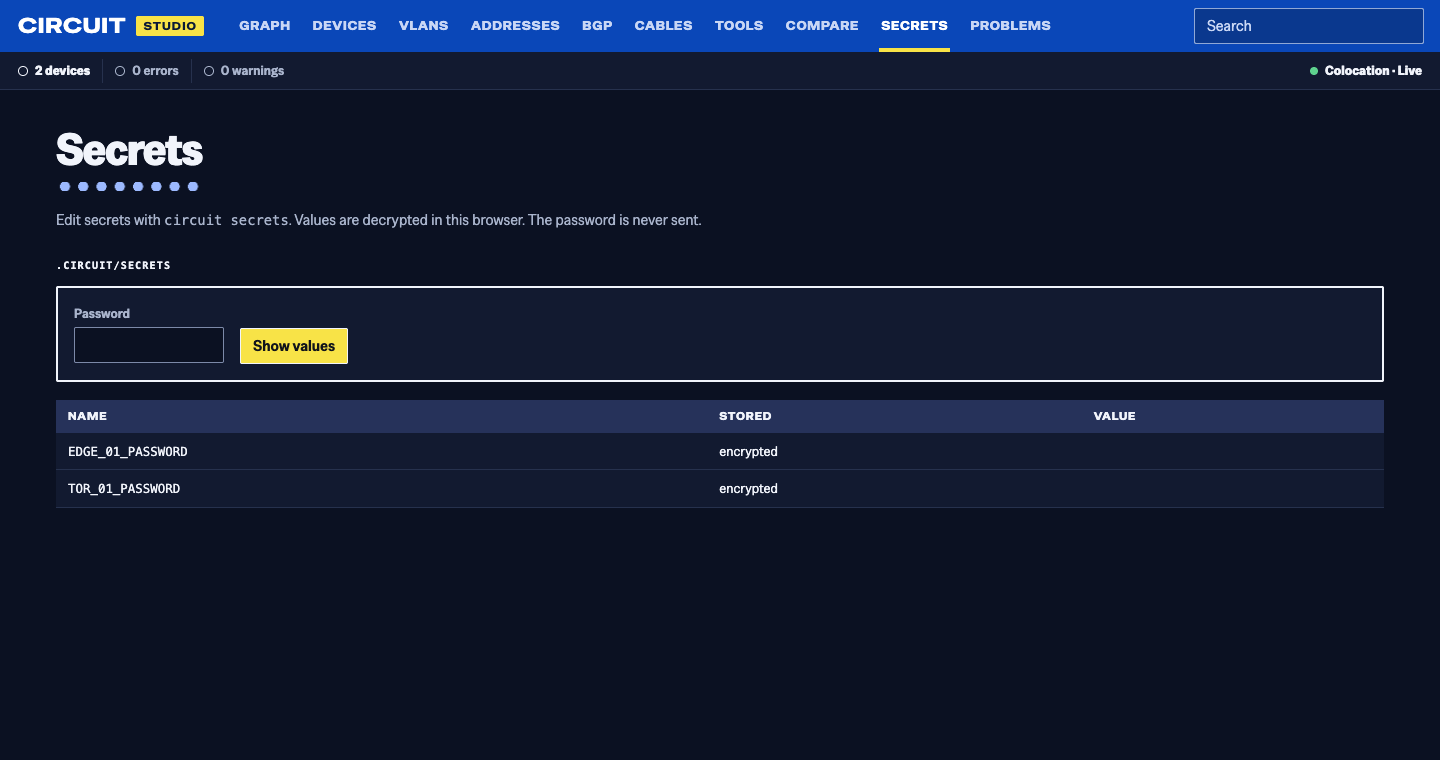 CIRCUIT STUDIO GRAPH DEVICES VLANS ADDRESSES BGP CABLES TOOLS COMPARE SECRETS PROBLEMS Search
2 devices 0 errors 0 warnings Colocation · Live
Secrets
Edit secrets with circuit secrets. Values are decrypted in this browser. The password is never sent.
.CIRCUIT/SECRETS
Password
Show values
NAME STORED VALUE
EDGE_01_PASSWORD encrypted
TOR_01_PASSWORD encrypted